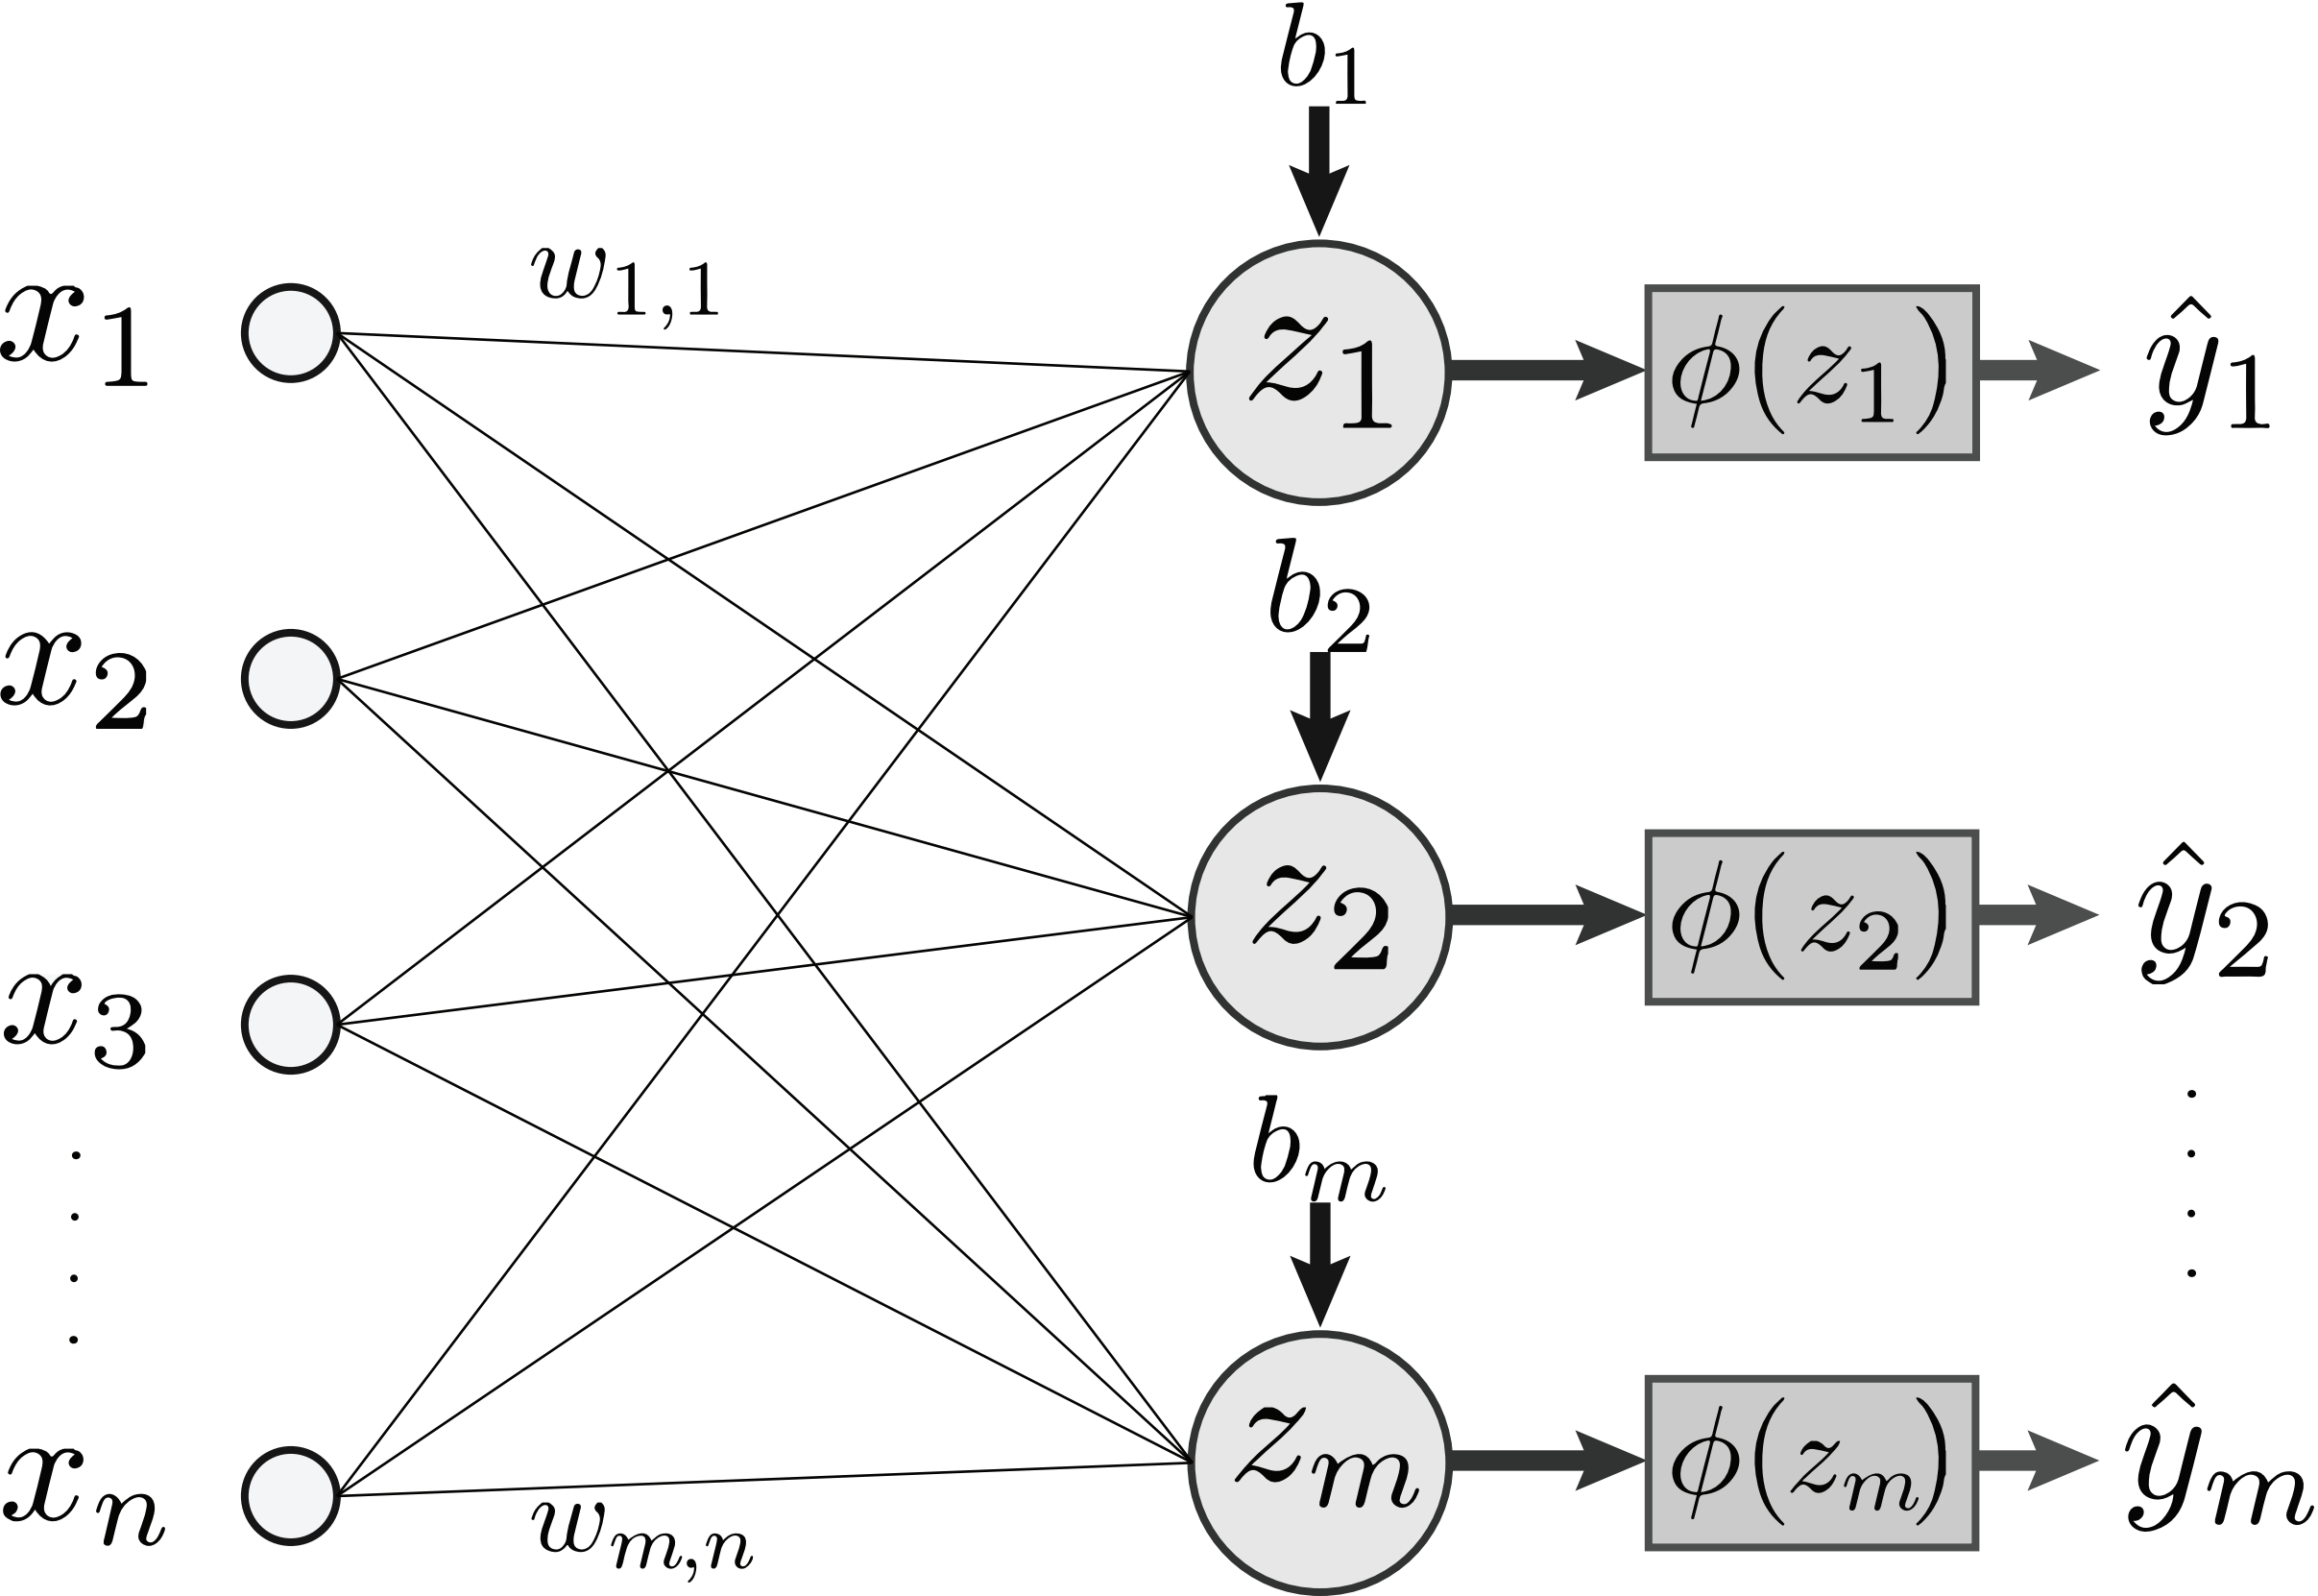 b₁
w₁,₁
x₁ z₁ ϕ(z₁) ŷ₁
b₂
x₂
z₂ ϕ(z₂) ŷ₂
x₃
.
.
.
.
bₘ
.
.
.
.
xₙ zₘ ϕ(zₘ) ŷₘ
wₘ,ₙ